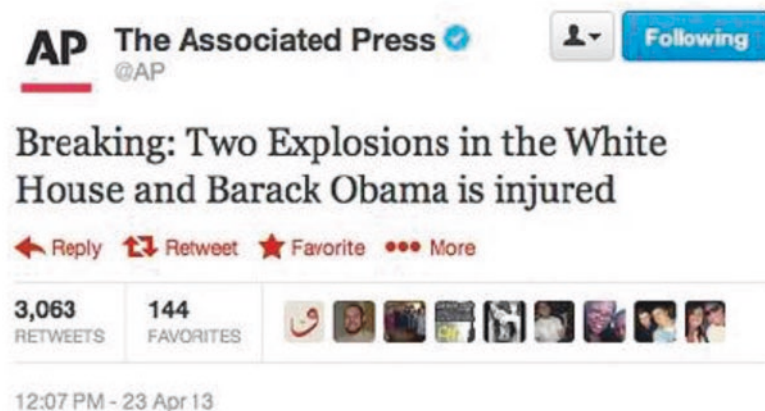 AP The Associated Press
@AP
Following
Breaking: Two Explosions in the White
House and Barack Obama is injured
Reply Retweet Favorite More
3,063 144
RETWEETS FAVORITES
و
12:07 PM - 23 Apr 13